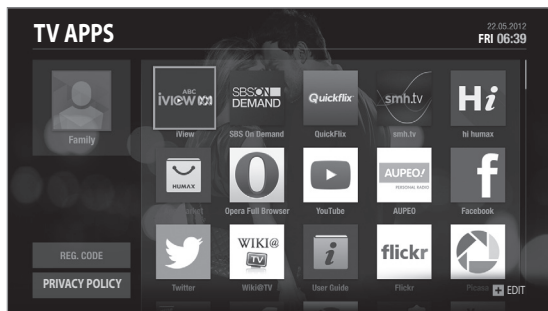 TV APPS
22.05.2012
FRI 06:39
ABC
iVIEW
SBS ON
DEMAND
Quickflix
smh.tv
Hi
iView
SBS On Demand
QuickFlix
smh.tv
hi humax
Family
HUMAX
AUPEO!
PERSONAL RADIO
f
Opera Full Browser
YouTube
AUPEO
Facebook
WIKI@
TV
i
flickr
REG. CODE
PRIVACY POLICY
Twitter
Wiki@TV
User Guide
Flickr
Picasa
+ EDIT